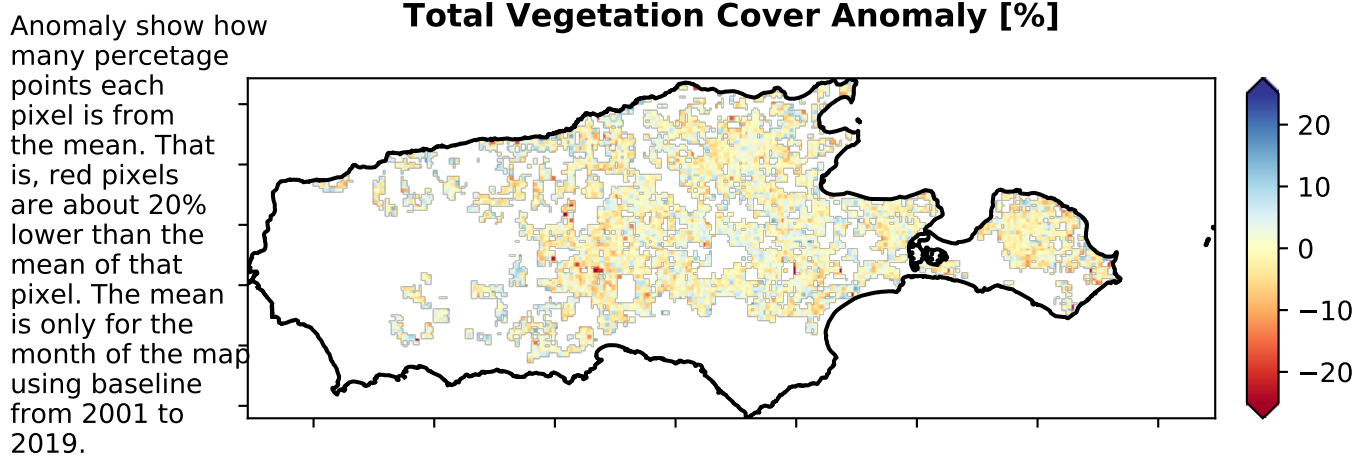 Total Vegetation Cover Anomaly [%]
Anomaly show how
many percetage
points each
pixel is from
the mean. That
is, red pixels
are about 20%
lower than the
mean of that
pixel. The mean
is only for the
month of the map
using baseline
from 2001 to
2019.
20
10
0
−10
−20